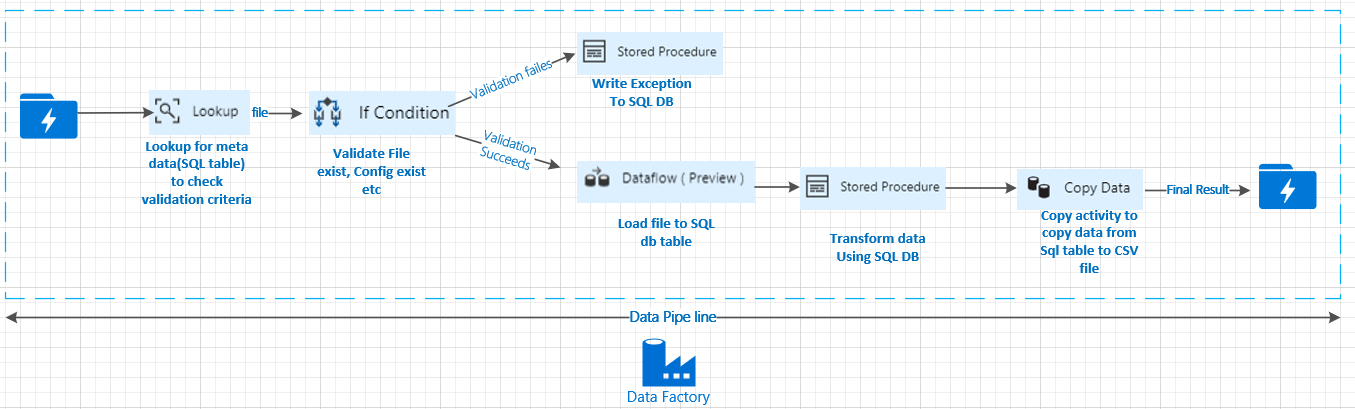 Stored Procedure
Validation failes
Write Exception
To SQL DB
Lookup
file
If Condition
Lookup for meta
data(SQL table)
to check
validation criteria
Validate File
exist, Config exist
etc
Validation
Succeeds
Dataflow ( Preview )
Load file to SQL
db table
Stored Procedure
Transform data
Using SQL DB
Copy Data
Copy activity to
copy data from
Sql table to CSV
file
Final Result
Data Pipe line
Data Factory